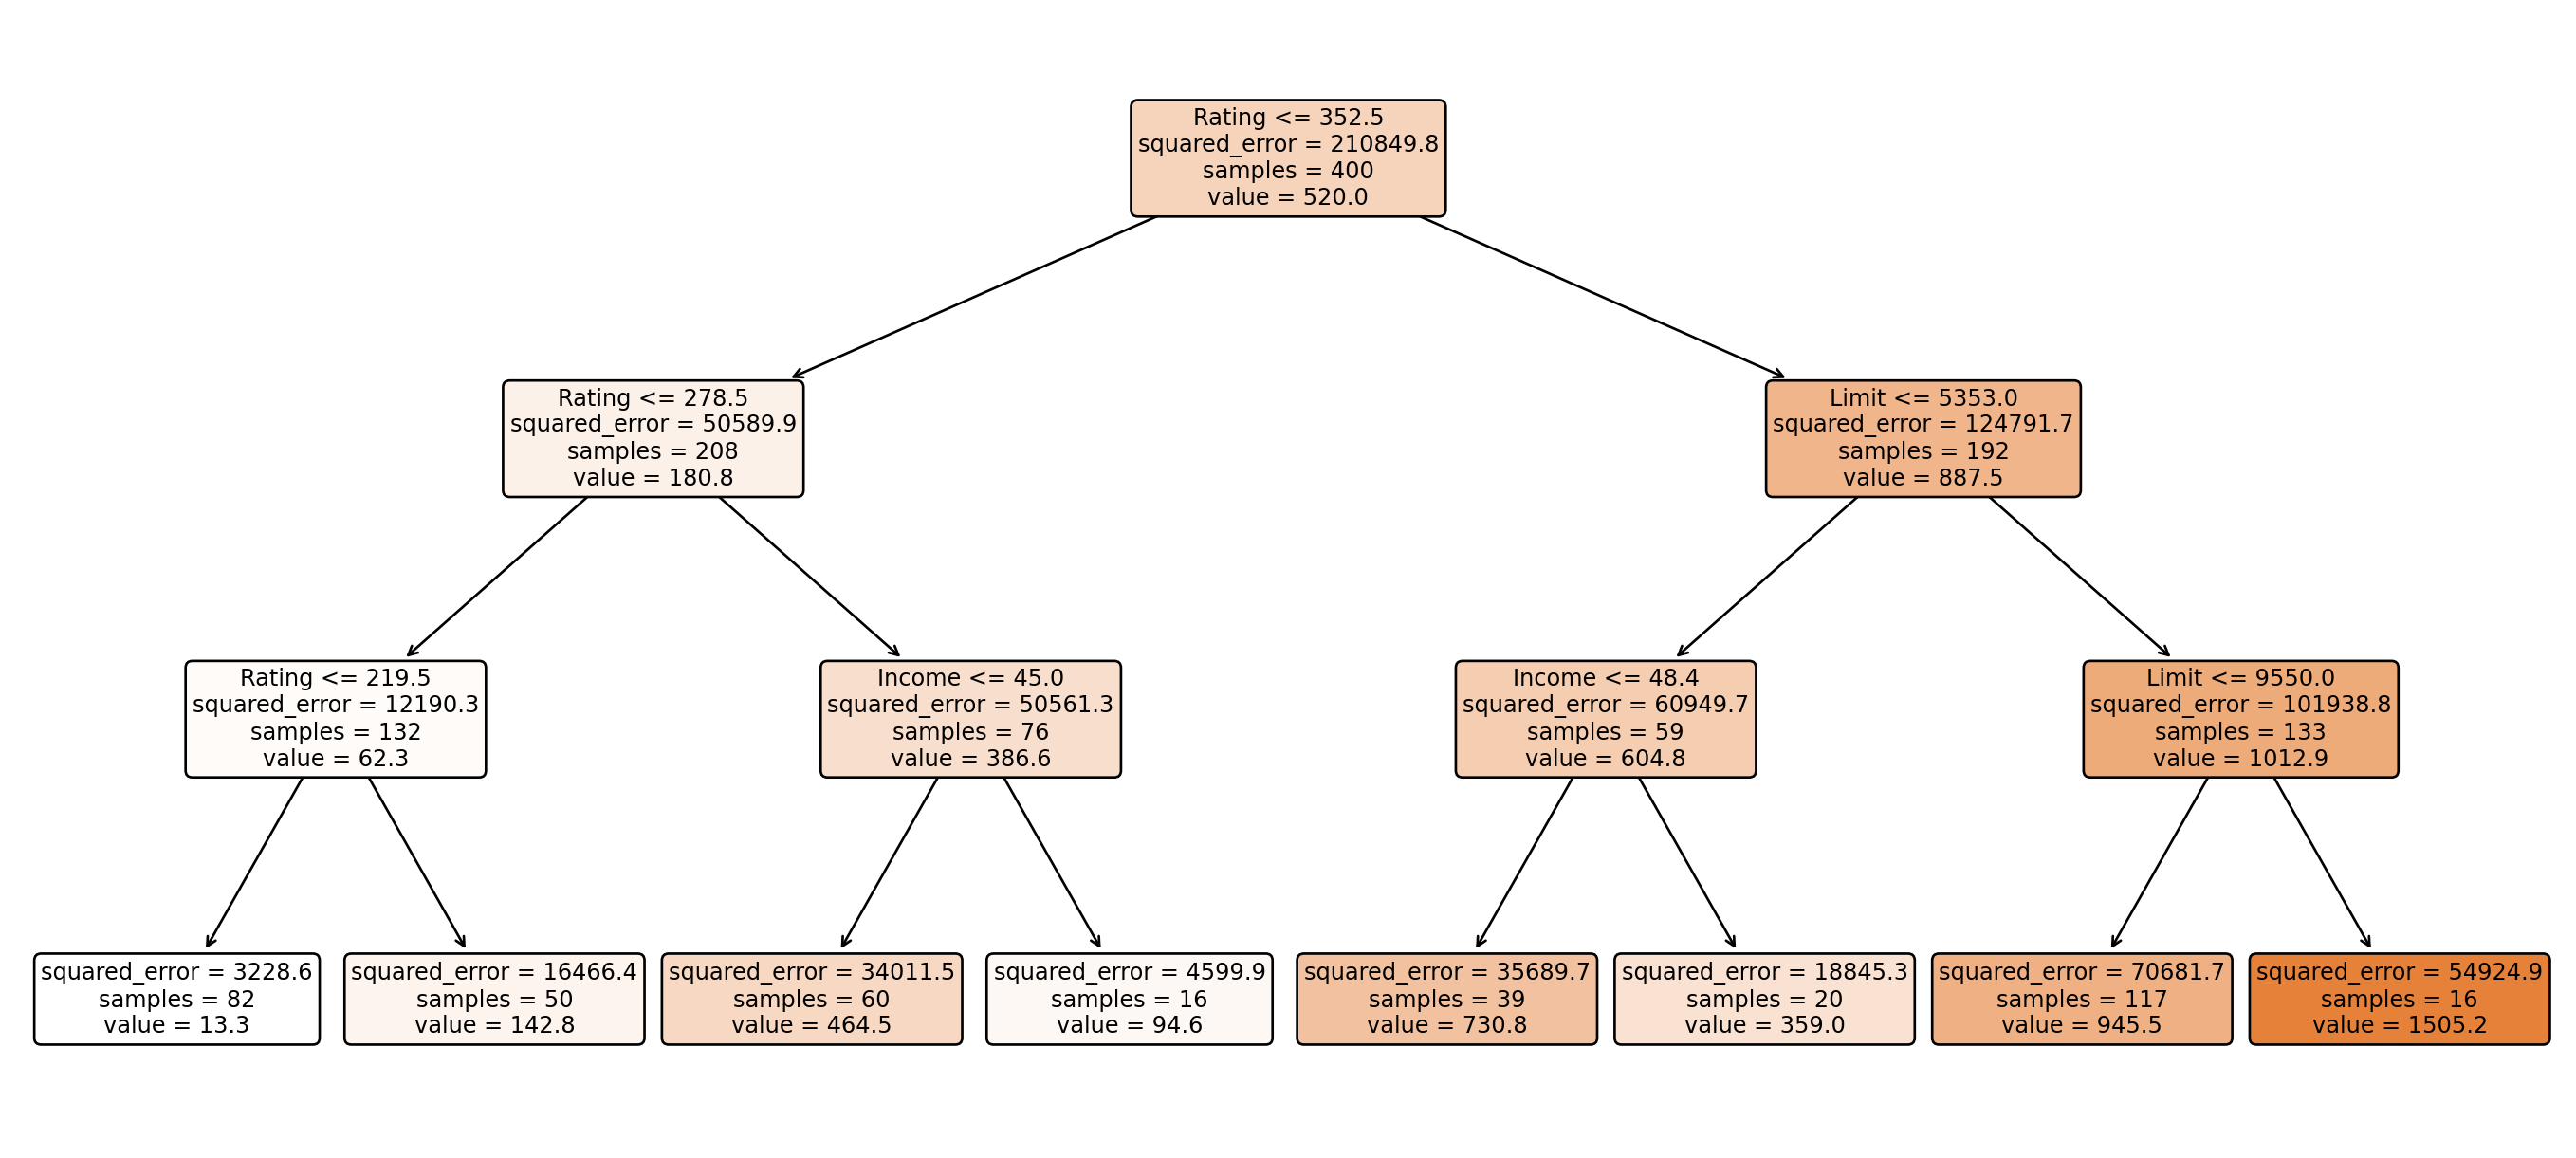 Rating <= 352.5
squared_error = 210849.8
samples = 400
value = 520.0
Rating <= 278.5
squared_error = 50589.9
samples = 208
value = 180.8
Limit <= 5353.0
squared_error = 124791.7
samples = 192
value = 887.5
Rating <= 219.5
squared_error = 12190.3
samples = 132
value = 62.3
Income <= 45.0
squared_error = 50561.3
samples = 76
value = 386.6
Income <= 48.4
squared_error = 60949.7
samples = 59
value = 604.8
Limit <= 9550.0
squared_error = 101938.8
samples = 133
value = 1012.9
squared_error = 3228.6
samples = 82
value = 13.3
squared_error = 16466.4
samples = 50
value = 142.8
squared_error = 34011.5
samples = 60
value = 464.5
squared_error = 4599.9
samples = 16
value = 94.6
squared_error = 35689.7
samples = 39
value = 730.8
squared_error = 18845.3
samples = 20
value = 359.0
squared_error = 70681.7
samples = 117
value = 945.5
squared_error = 54924.9
samples = 16
value = 1505.2